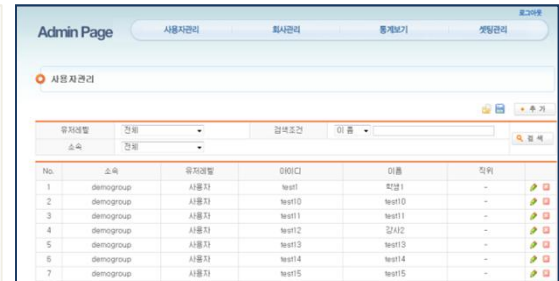 로그아웃
Admin Page 사용자관리 회사관리 통계보기 셋팅관리
사용자관리
추 가
유저레벨 전체 검색조건 이 름
소속 전체 검 색
No. 소속 유저레벨 아이디 이름 직위
1 demogroup 사용자 test1 학생1 -
2 demogroup 사용자 test10 test10 -
3 demogroup 사용자 test11 test11 -
4 demogroup 사용자 test12 강사2 -
5 demogroup 사용자 test13 test13 -
6 demogroup 사용자 test14 test14 -
7 demogroup 사용자 test15 test15 -